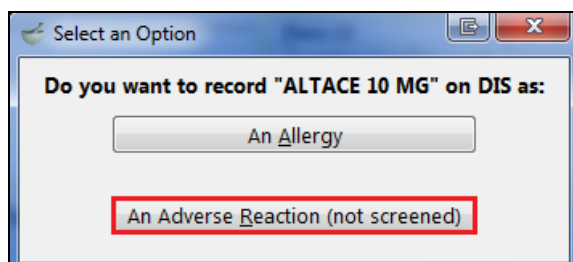 Select an Option
Do you want to record "ALTACE 10 MG" on DIS as:
An Allergy
An Adverse Reaction (not screened)